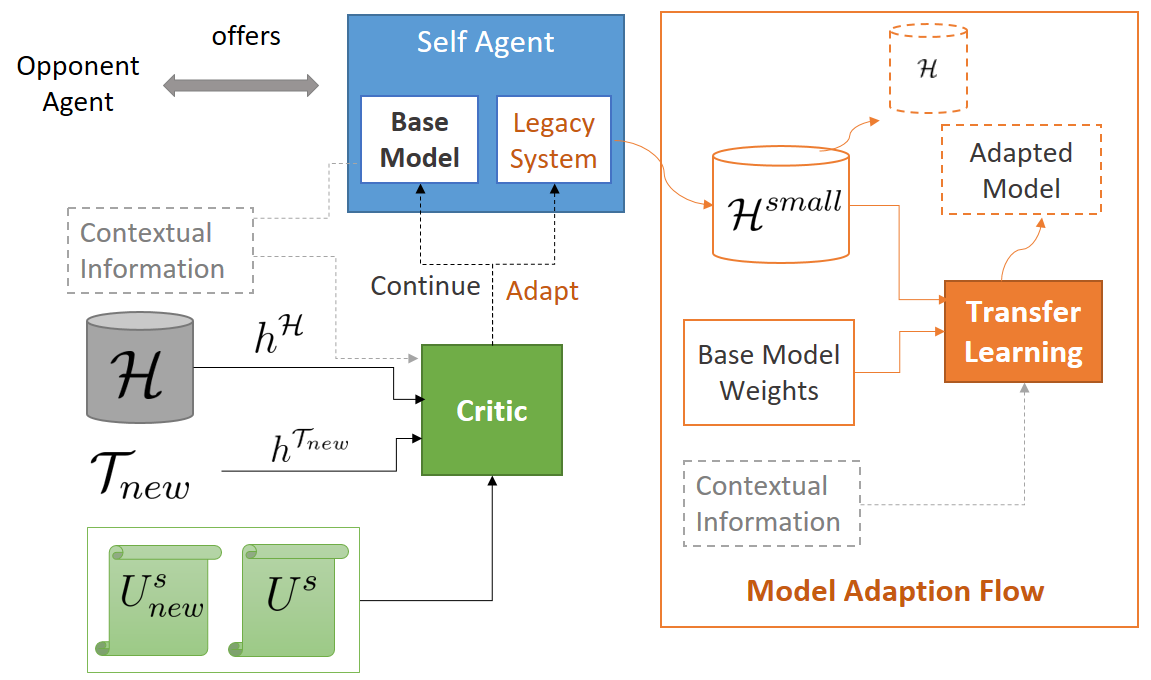 offers
Opponent
Agent
Self Agent
Base
Model
Legacy
System
Contextual
Information
Continue
Adapt
$\mathcal{H}$
$h^{\mathcal{H}}$
$\mathcal{T}_{new}$
$h^{\mathcal{T}_{new}}$
Critic
$U^{s}_{new}$
$U^{s}$
$\mathcal{H}$
Adapted
Model
$\mathcal{H}^{small}$
Transfer
Learning
Base Model
Weights
Contextual
Information
Model Adaption Flow